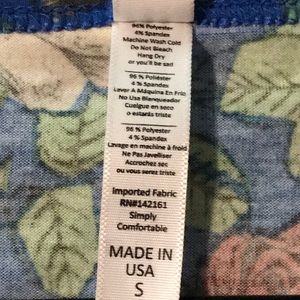 96% Polyester
4% Spandex
Machine Wash Cold
Do Not Bleach
Hang Dry
or you'll be sad
96 % Poliéster
4 % Spandex
Lavar A Máquina En Frío
No Usa Blanqueador
Cuelgue en seco
o estarás triste
96 % Polyester
4 % Spandex
Lavage en machine à froid
Ne Pas Javelliser
Accrochez sec
ou vous serez triste
Imported Fabric
RN#142161
Simply
Comfortable
MADE IN
USA
S